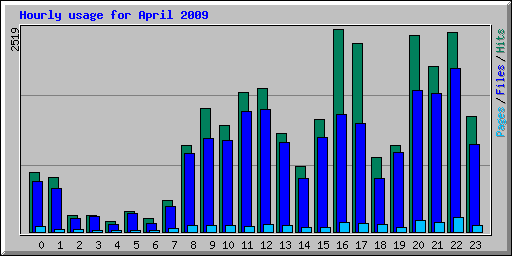 Hourly usage for April 2009
2519
Pages/Files/Hits
0 1 2 3 4 5 6 7 8 9 10 11 12 13 14 15 16 17 18 19 20 21 22 23